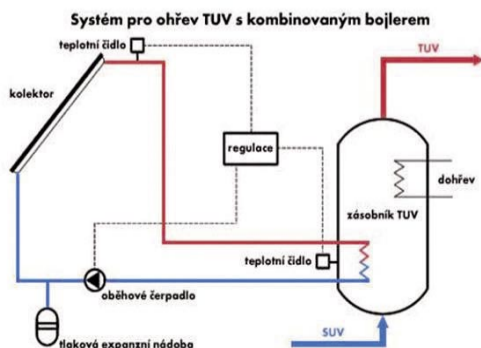 Systém pro ohřev TUV s kombinovaným bojlerem
teplotní čidlo
TUV
kolektor
regulace
dohřev
zásobník TUV
teplotní čidlo
oběhové čerpadlo
SUV
tlaková expanzní nádoba